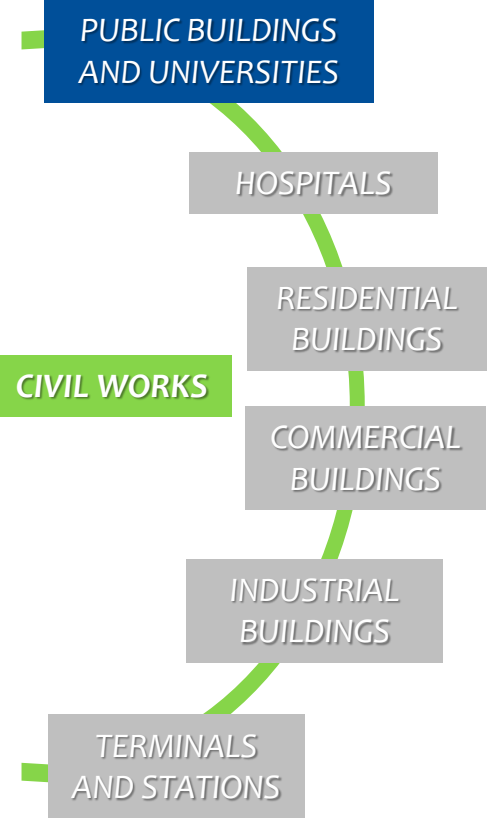 PUBLIC BUILDINGS
AND UNIVERSITIES
HOSPITALS
RESIDENTIAL
BUILDINGS
CIVIL WORKS
COMMERCIAL
BUILDINGS
INDUSTRIAL
BUILDINGS
TERMINALS
AND STATIONS